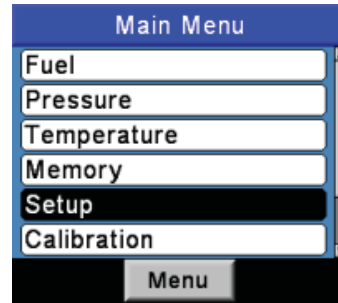 Main Menu
Fuel
Pressure
Temperature
Memory
Setup
Calibration
Menu